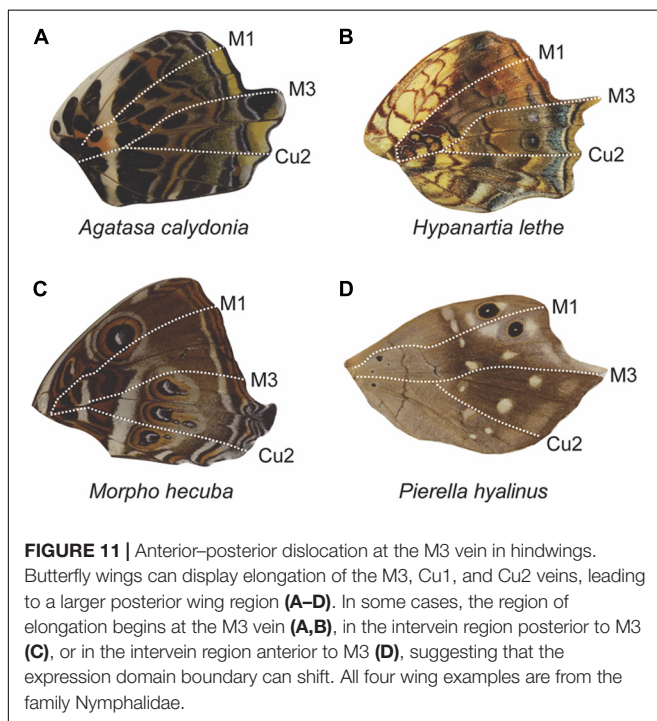 A
M1
M3
Cu2
Agatasa calydonia
B
M1
M3
Cu2
Hypanartia lethe
C
M1
M3
Cu2
Morpho hecuba
D
M1
M3
Cu2
Pierella hyalinus
FIGURE 11 | Anterior–posterior dislocation at the M3 vein in hindwings.
Butterfly wings can display elongation of the M3, Cu1, and Cu2 veins, leading
to a larger posterior wing region (A–D). In some cases, the region of
elongation begins at the M3 vein (A,B), in the intervein region posterior to M3
(C), or in the intervein region anterior to M3 (D), suggesting that the
expression domain boundary can shift. All four wing examples are from the
family Nymphalidae.